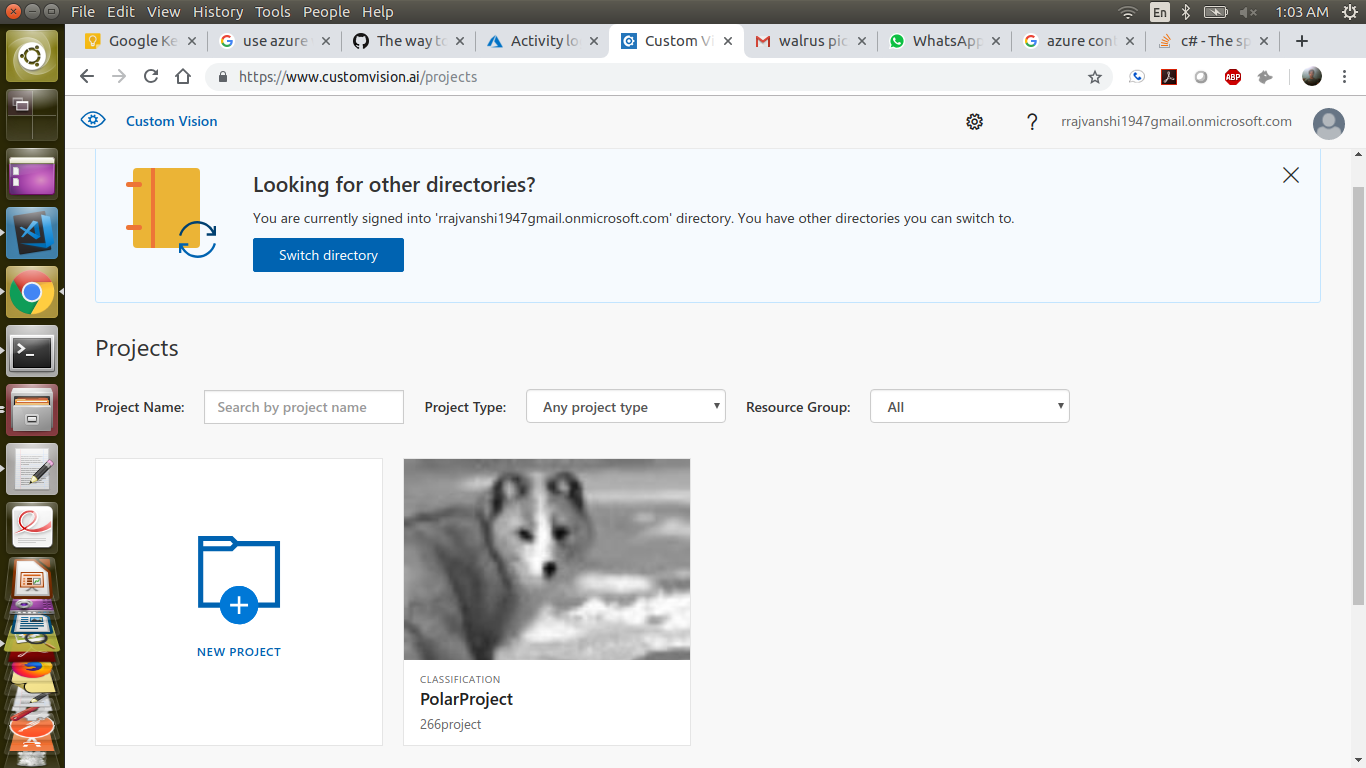 File Edit View History Tools People Help
En
1:03 AM
Google Ke
use azure
The way to
Activity lo
Custom Vi
walrus pic
WhatsApp
azure con
c# - The sp
https://www.customvision.ai/projects
ABP
Custom Vision
?
rrajvanshi1947gmail.onmicrosoft.com
Looking for other directories?
You are currently signed into 'rrajvanshi1947gmail.onmicrosoft.com' directory. You have other directories you can switch to.
Switch directory
Projects
Project Name:
Search by project name
Project Type:
Any project type
Resource Group:
All
NEW PROJECT
CLASSIFICATION
PolarProject
266project